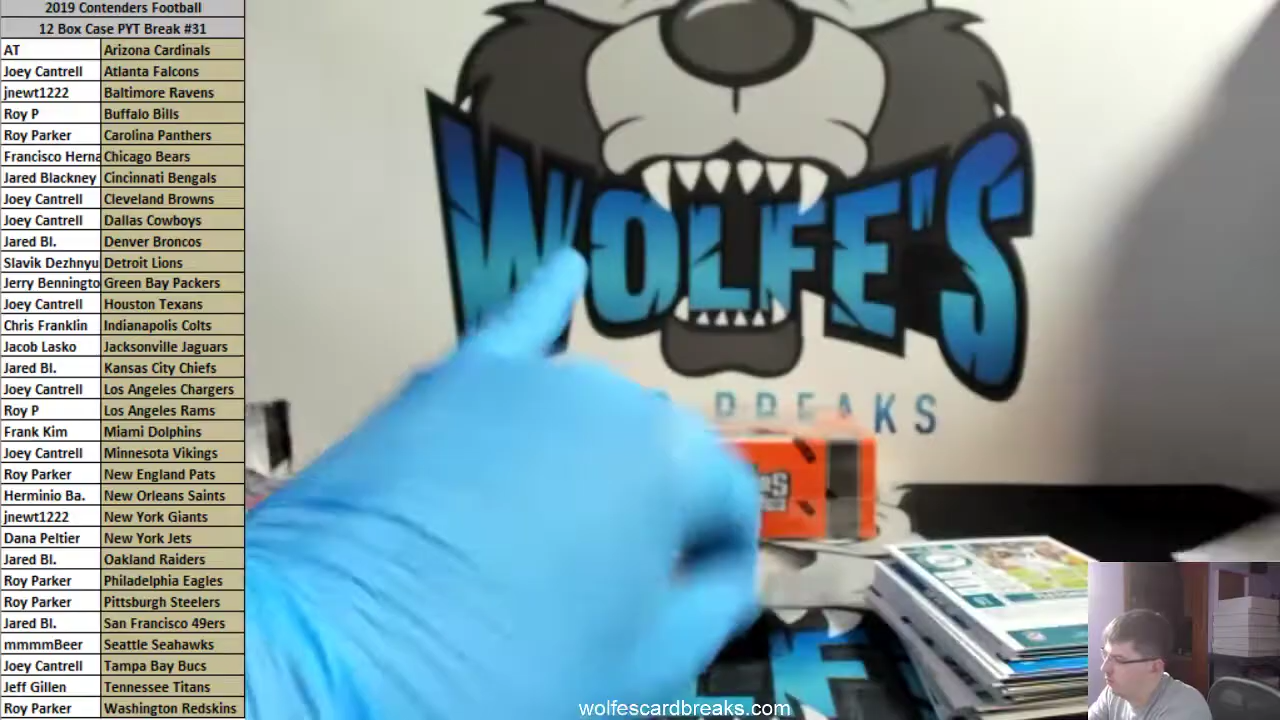 2019 Contenders Football
12 Box Case PYT Break #31
AT Arizona Cardinals
Joey Cantrell Atlanta Falcons
jnewt1222 Baltimore Ravens
Roy P Buffalo Bills
Roy Parker Carolina Panthers
Francisco Herna Chicago Bears
Jared Blackney Cincinnati Bengals
Joey Cantrell Cleveland Browns
Joey Cantrell Dallas Cowboys
Jared Bl. Denver Broncos
Slavik Dezhnyu Detroit Lions
Jerry Benningto Green Bay Packers
Joey Cantrell Houston Texans
Chris Franklin Indianapolis Colts
Jacob Lasko Jacksonville Jaguars
Jared Bl. Kansas City Chiefs
Joey Cantrell Los Angeles Chargers
Roy P Los Angeles Rams
Frank Kim Miami Dolphins
Joey Cantrell Minnesota Vikings
Roy Parker New England Pats
Herminio Ba. New Orleans Saints
jnewt1222 New York Giants
Dana Peltier New York Jets
Jared Bl. Oakland Raiders
Roy Parker Philadelphia Eagles
Roy Parker Pittsburgh Steelers
Jared Bl. San Francisco 49ers
mmmmBeer Seattle Seahawks
Joey Cantrell Tampa Bay Bucs
Jeff Gillen Tennessee Titans
Roy Parker Washington Redskins
WOLFE'S
BREAKS
wolfescardbreaks.com